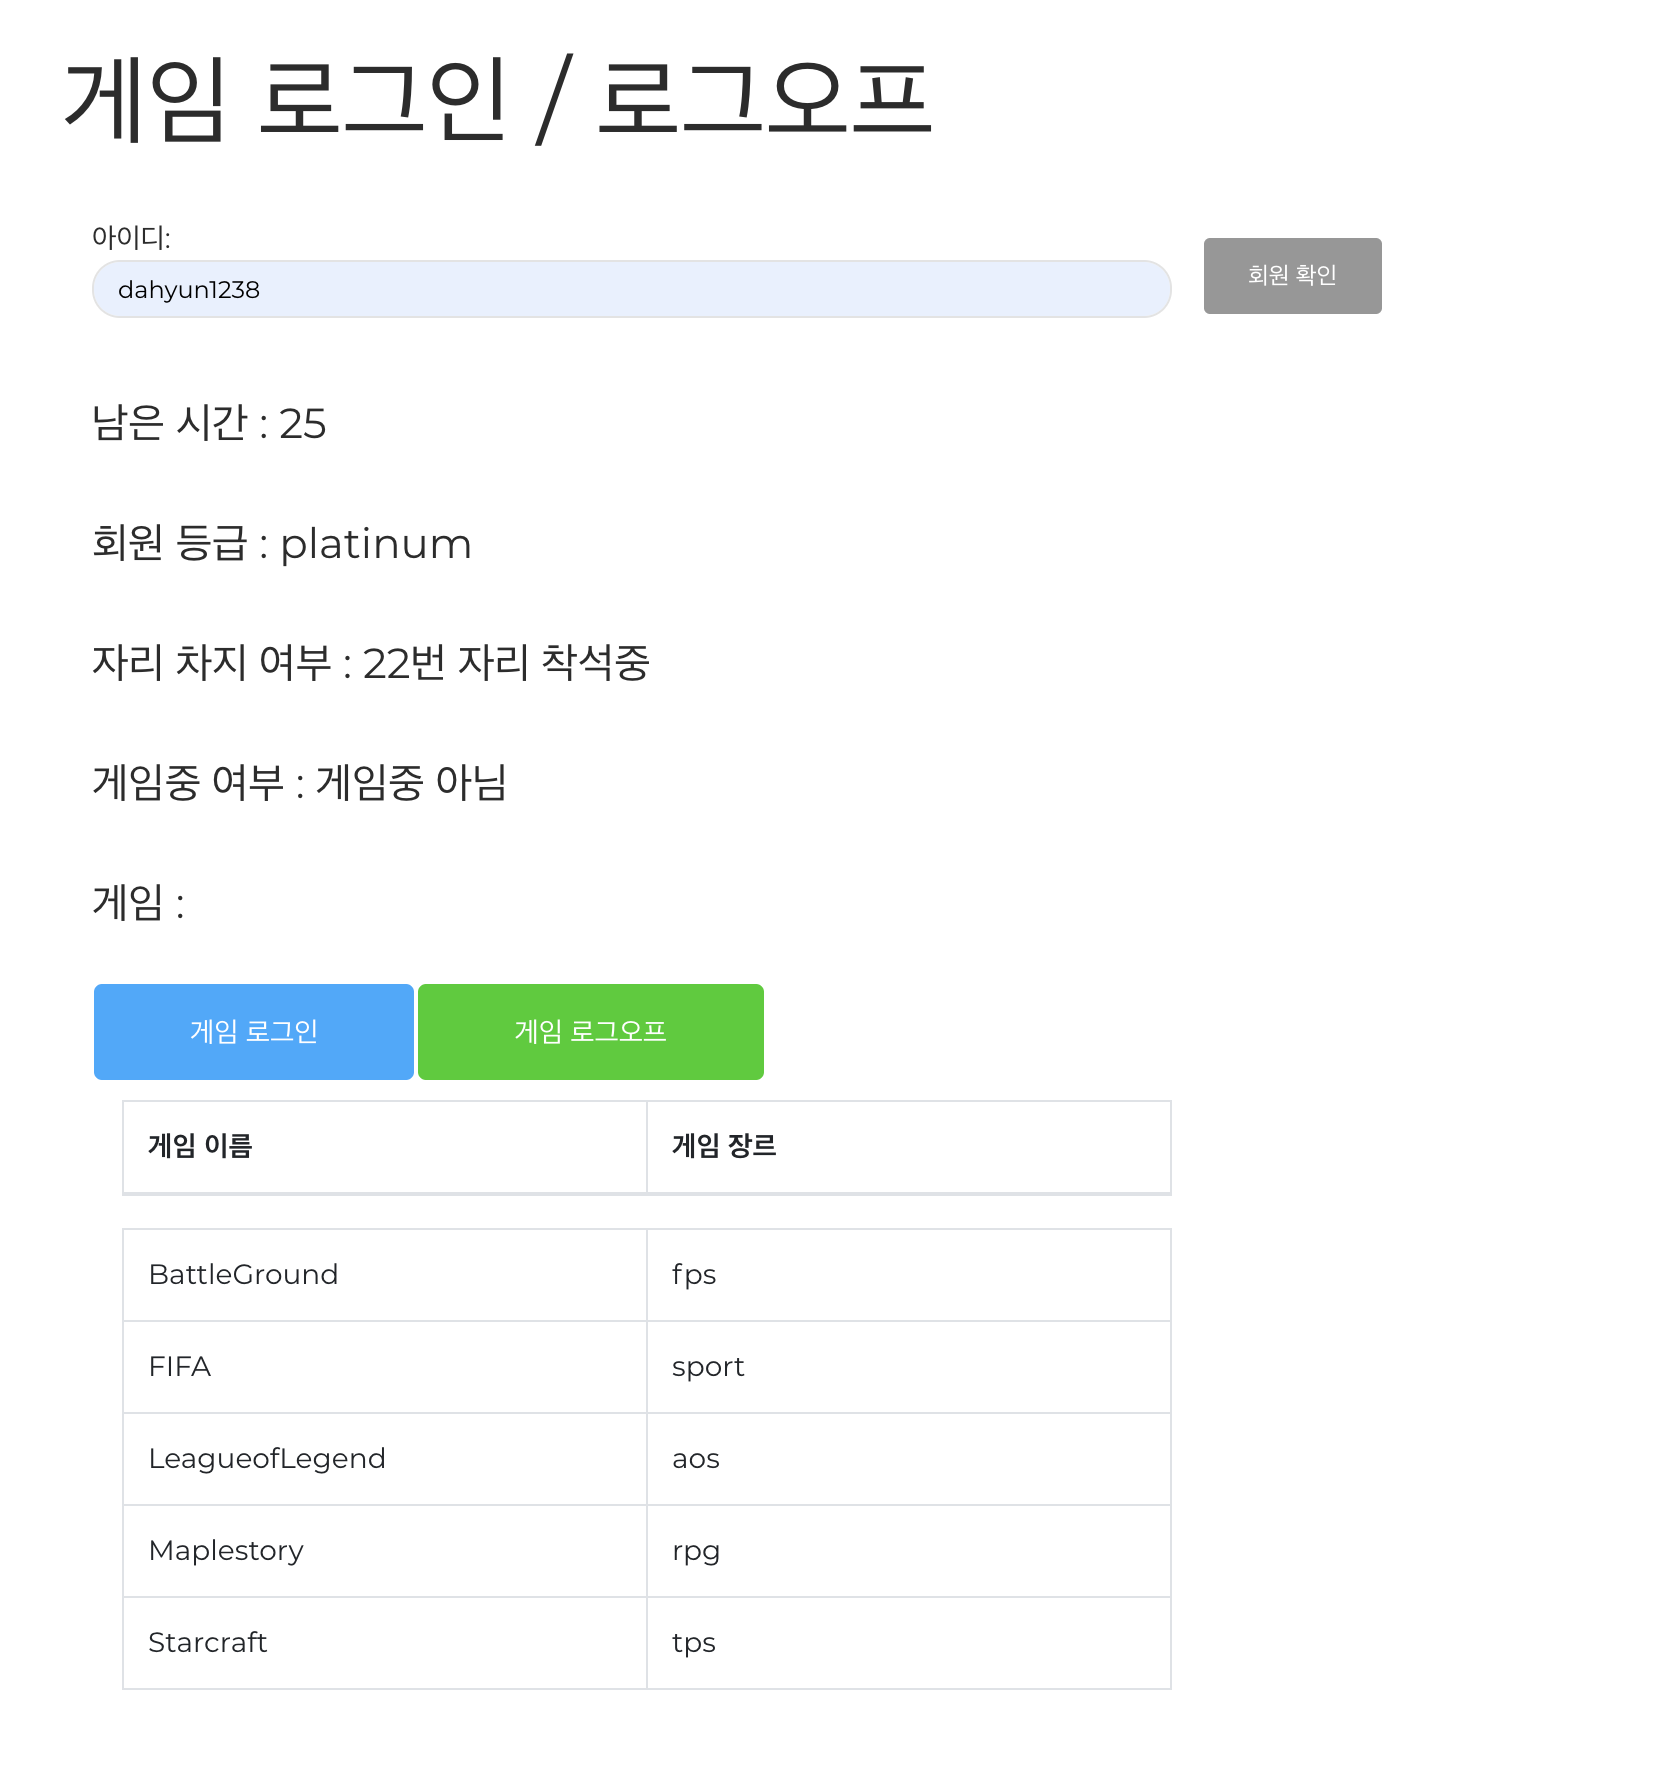 게임 로그인 / 로그오프
아이디:
dahyun1238
회원 확인
남은 시간 : 25
회원 등급 : platinum
자리 차지 여부 : 22번 자리 착석중
게임중 여부 : 게임중 아님
게임 :
게임 로그인 게임 로그오프
게임 이름 게임 장르
BattleGround fps
FIFA sport
LeagueofLegend aos
Maplestory rpg
Starcraft tps